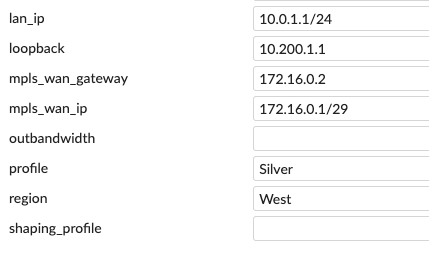 lan_ip 10.0.1.1/24
loopback 10.200.1.1
mpls_wan_gateway 172.16.0.2
mpls_wan_ip 172.16.0.1/29
outbandwidth
profile Silver
region West
shaping_profile